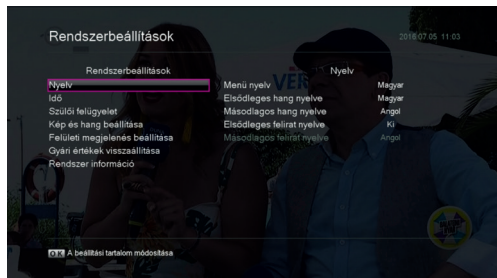 Rendszerbeállítások
2016.07.05 11:03
Rendszerbeállítások
Nyelv
Nyelv
Idő
Szülői felügyelet
Kép és hang beállítása
Felületi megjelenés beállítása
Gyári értékek visszaállítása
Rendszer információ
Menü nyelv Magyar
Elsődleges hang nyelve Magyar
Másodlagos hang nyelve Angol
Elsődleges felirat nyelve Ki
Másodlagos felirat nyelve Angol
OK A beállítási tartalom módosítása